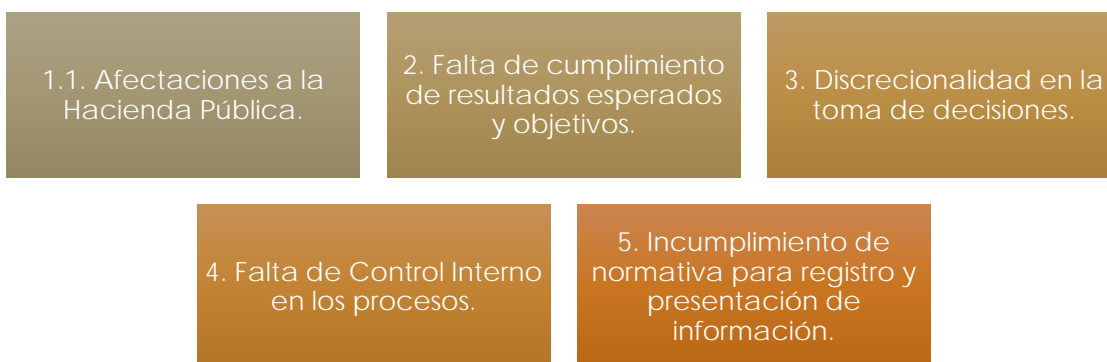 1.1. Afectaciones a la
Hacienda Pública.
2. Falta de cumplimiento
de resultados esperados
y objetivos.
3. Discrecionalidad en la
toma de decisiones.
4. Falta de Control Interno
en los procesos.
5. Incumplimiento de
normativa para registro y
presentación de
información.